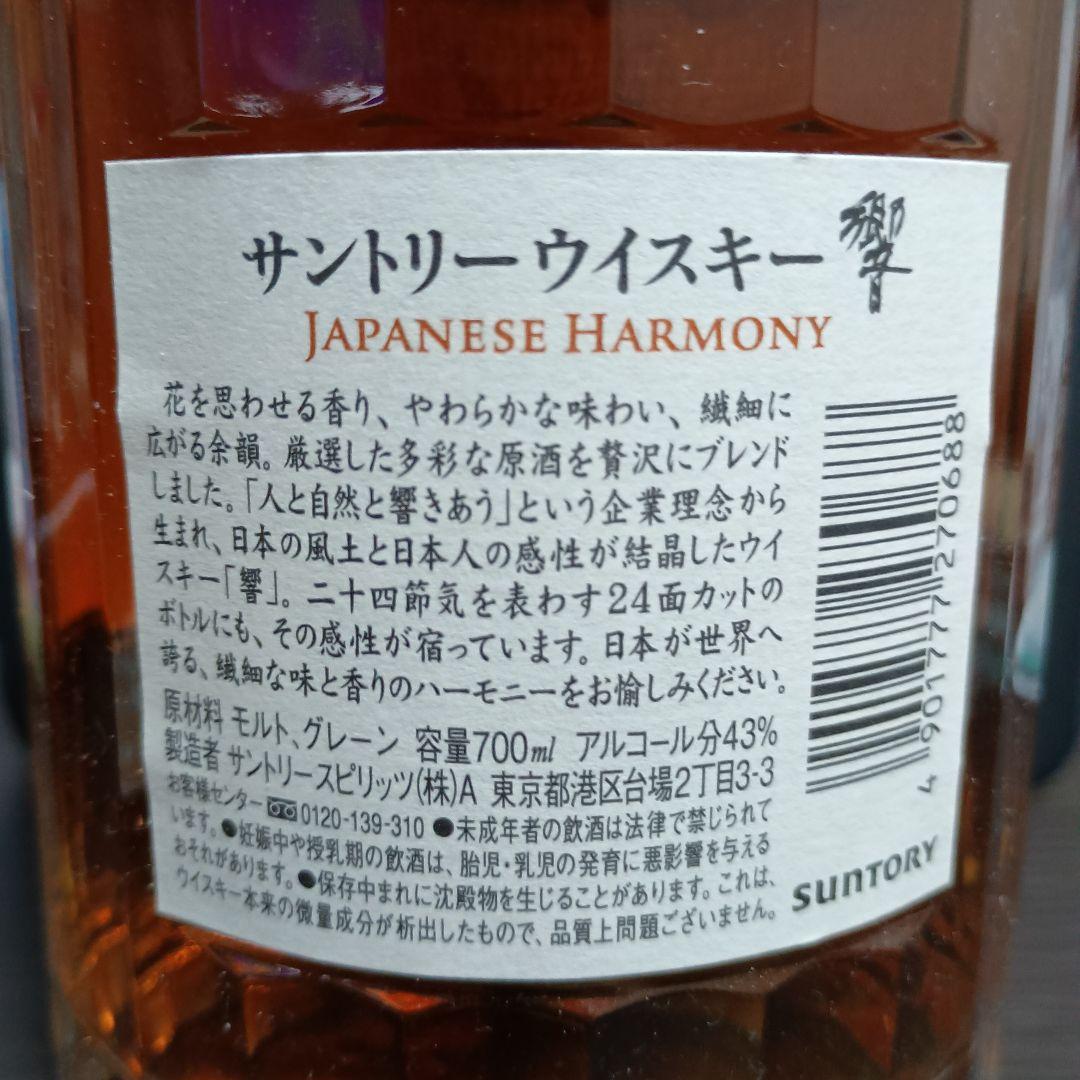 サントリーウイスキー響
JAPANESE HARMONY
花を思わせる香り、やわらかな味わい、繊細に
広がる余韻。厳選した多彩な原酒を贅沢にブレンド
しました。「人と自然と響きあう」という企業理念から
生まれ、日本の風土と日本人の感性が結晶したウイ
スキー「響」。二十四節気を表わす24面カットの
ボトルにも、その感性が宿っています。日本が世界へ
誇る、繊細な味と香りのハーモニーをお愉しみください。
原材料 モルト、グレーン 容量700ml アルコール分43%
製造者 サントリースピリッツ(株)A 東京都港区台場2丁目3-3
お客様センター 0120-139-310 ●未成年者の飲酒は法律で禁じられて
います。●妊娠中や授乳期の飲酒は、胎児・乳児の発育に悪影響を与える
おそれがあります。●保存中まれに沈殿物を生じることがあります。これは、
ウイスキー本来の微量成分が析出したもので、品質上問題ございません。
4 901777 270688
SUNTORY